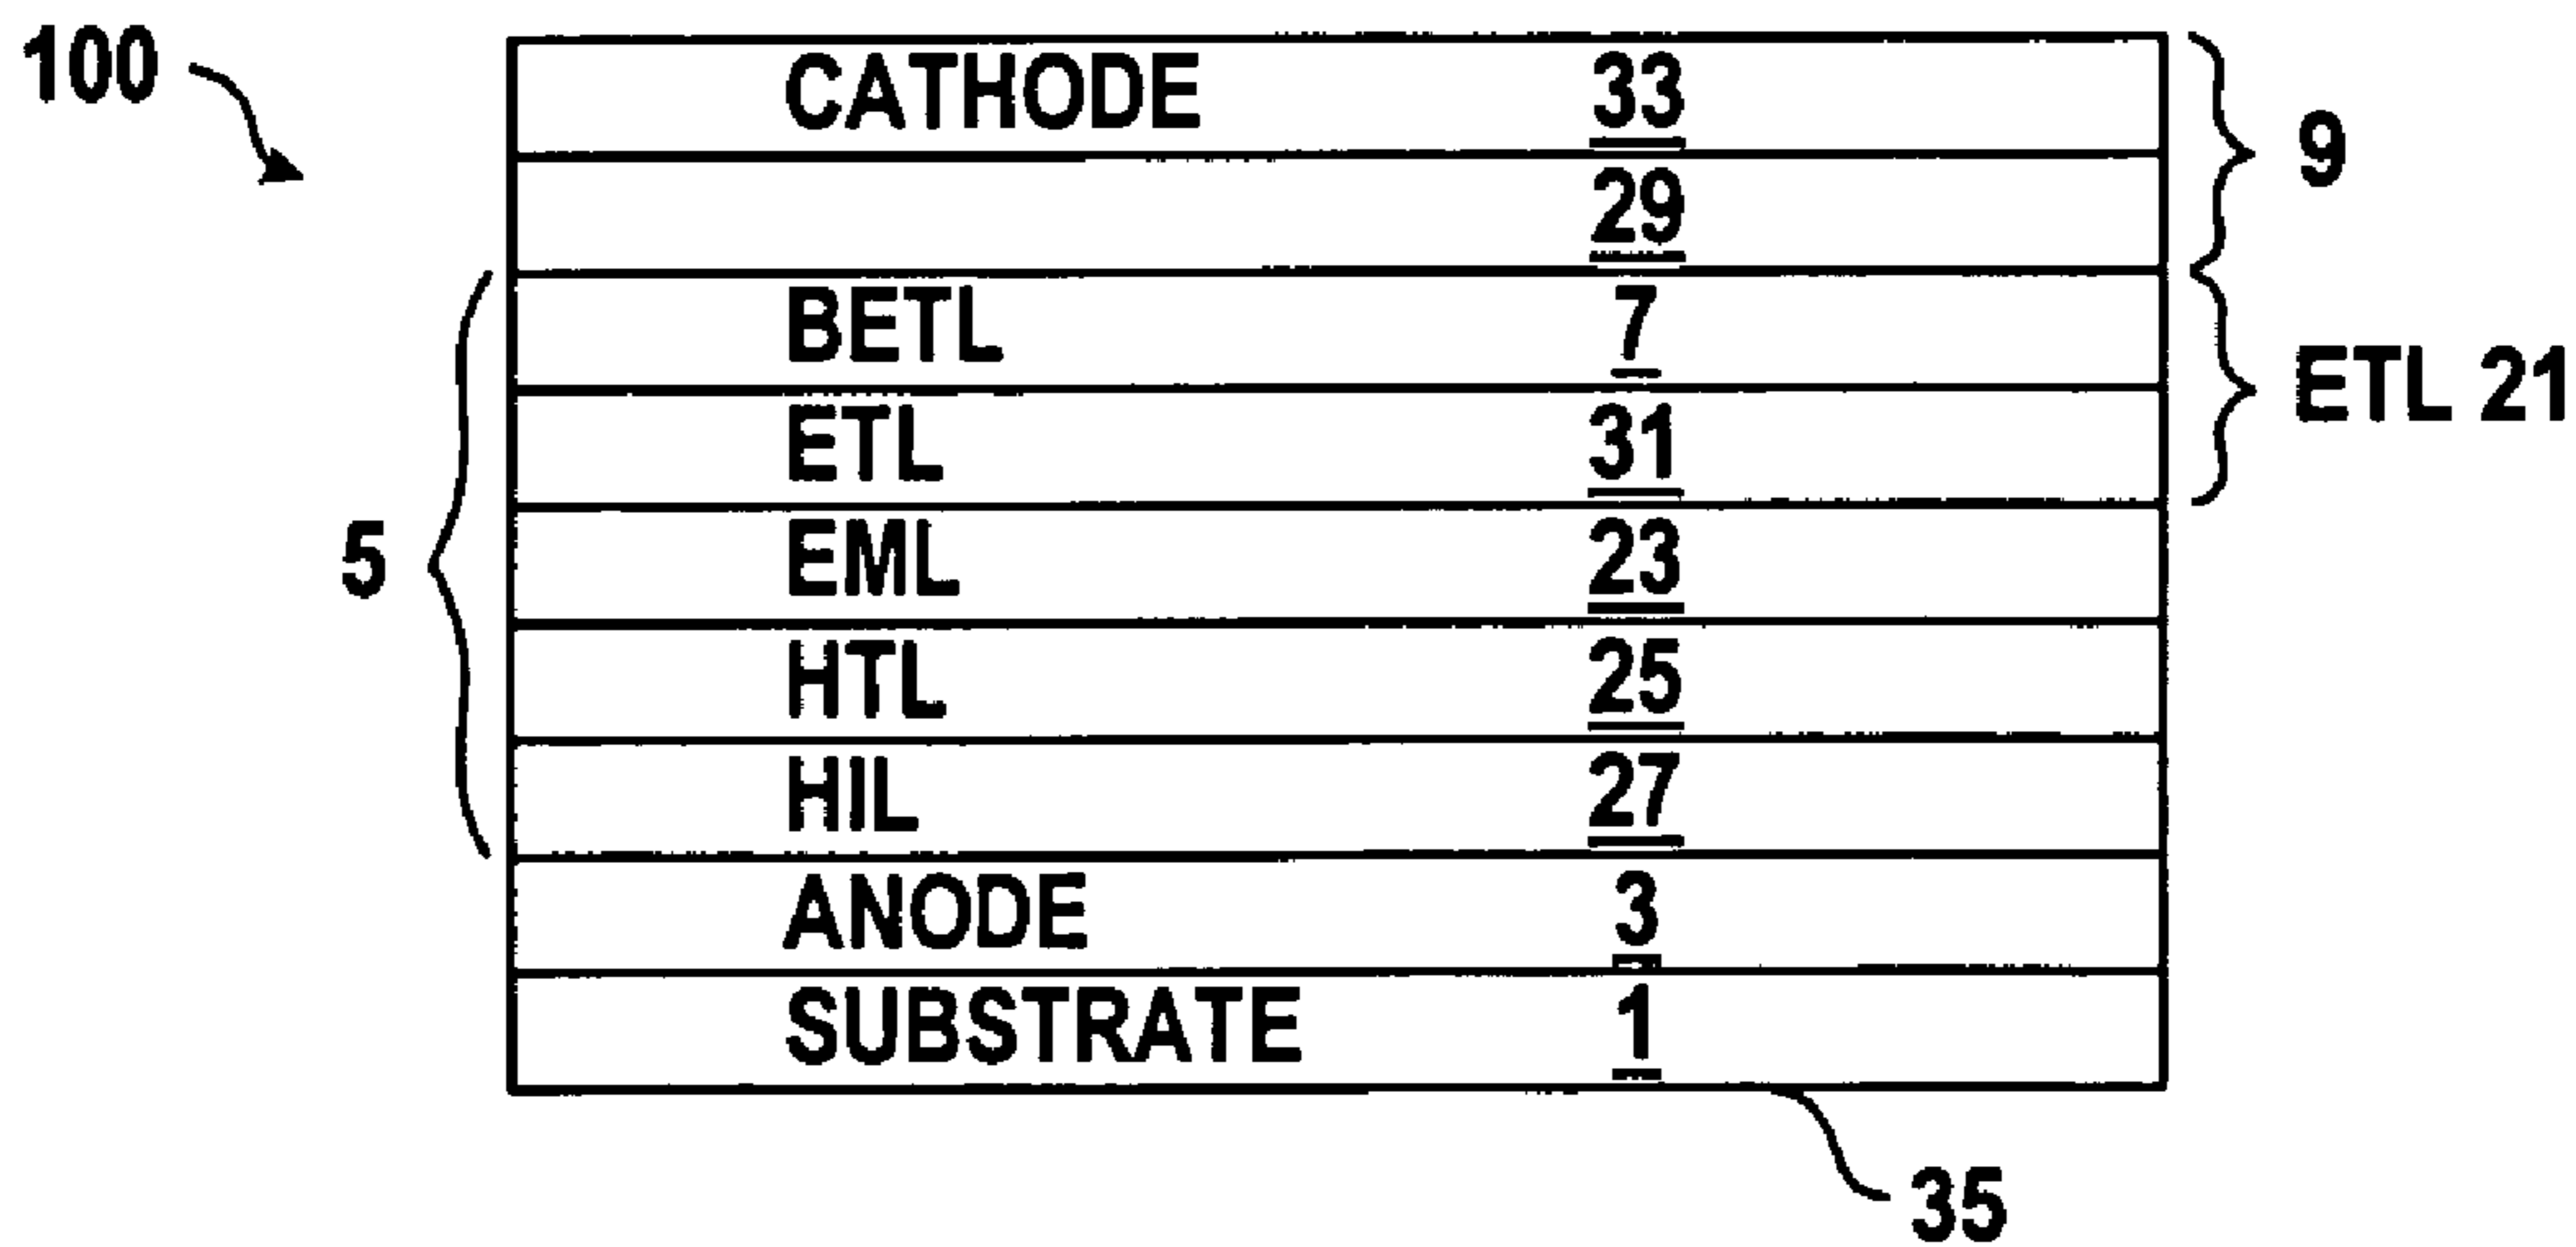 100
CATHODE 33
9
29
BETL 7
ETL 21
ETL 31
5
EML 23
HTL 25
HIL 27
ANODE 3
SUBSTRATE 1
35